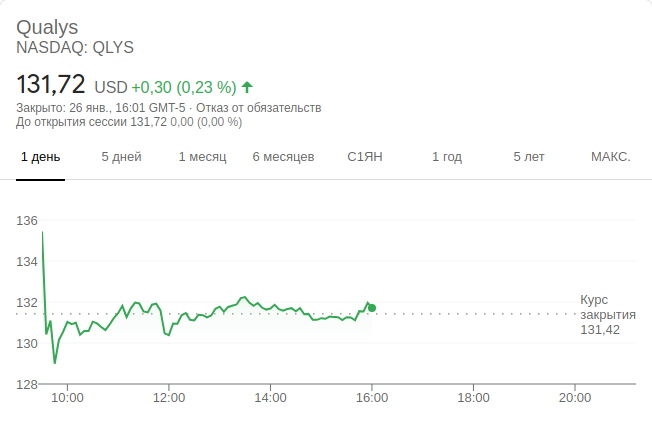 Qualys
NASDAQ: QLYS
131,72 USD +0,30 (0,23 %)
Закрыто: 26 янв., 16:01 GMT-5 · Отказ от обязательств
До открытия сессии 131,72 0,00 (0,00 %)
1 день 5 дней 1 месяц 6 месяцев С1ЯН 1 год 5 лет МАКС.
136
134
132
Курс
закрытия
131,42
130
128
10:00 12:00 14:00 16:00 18:00 20:00